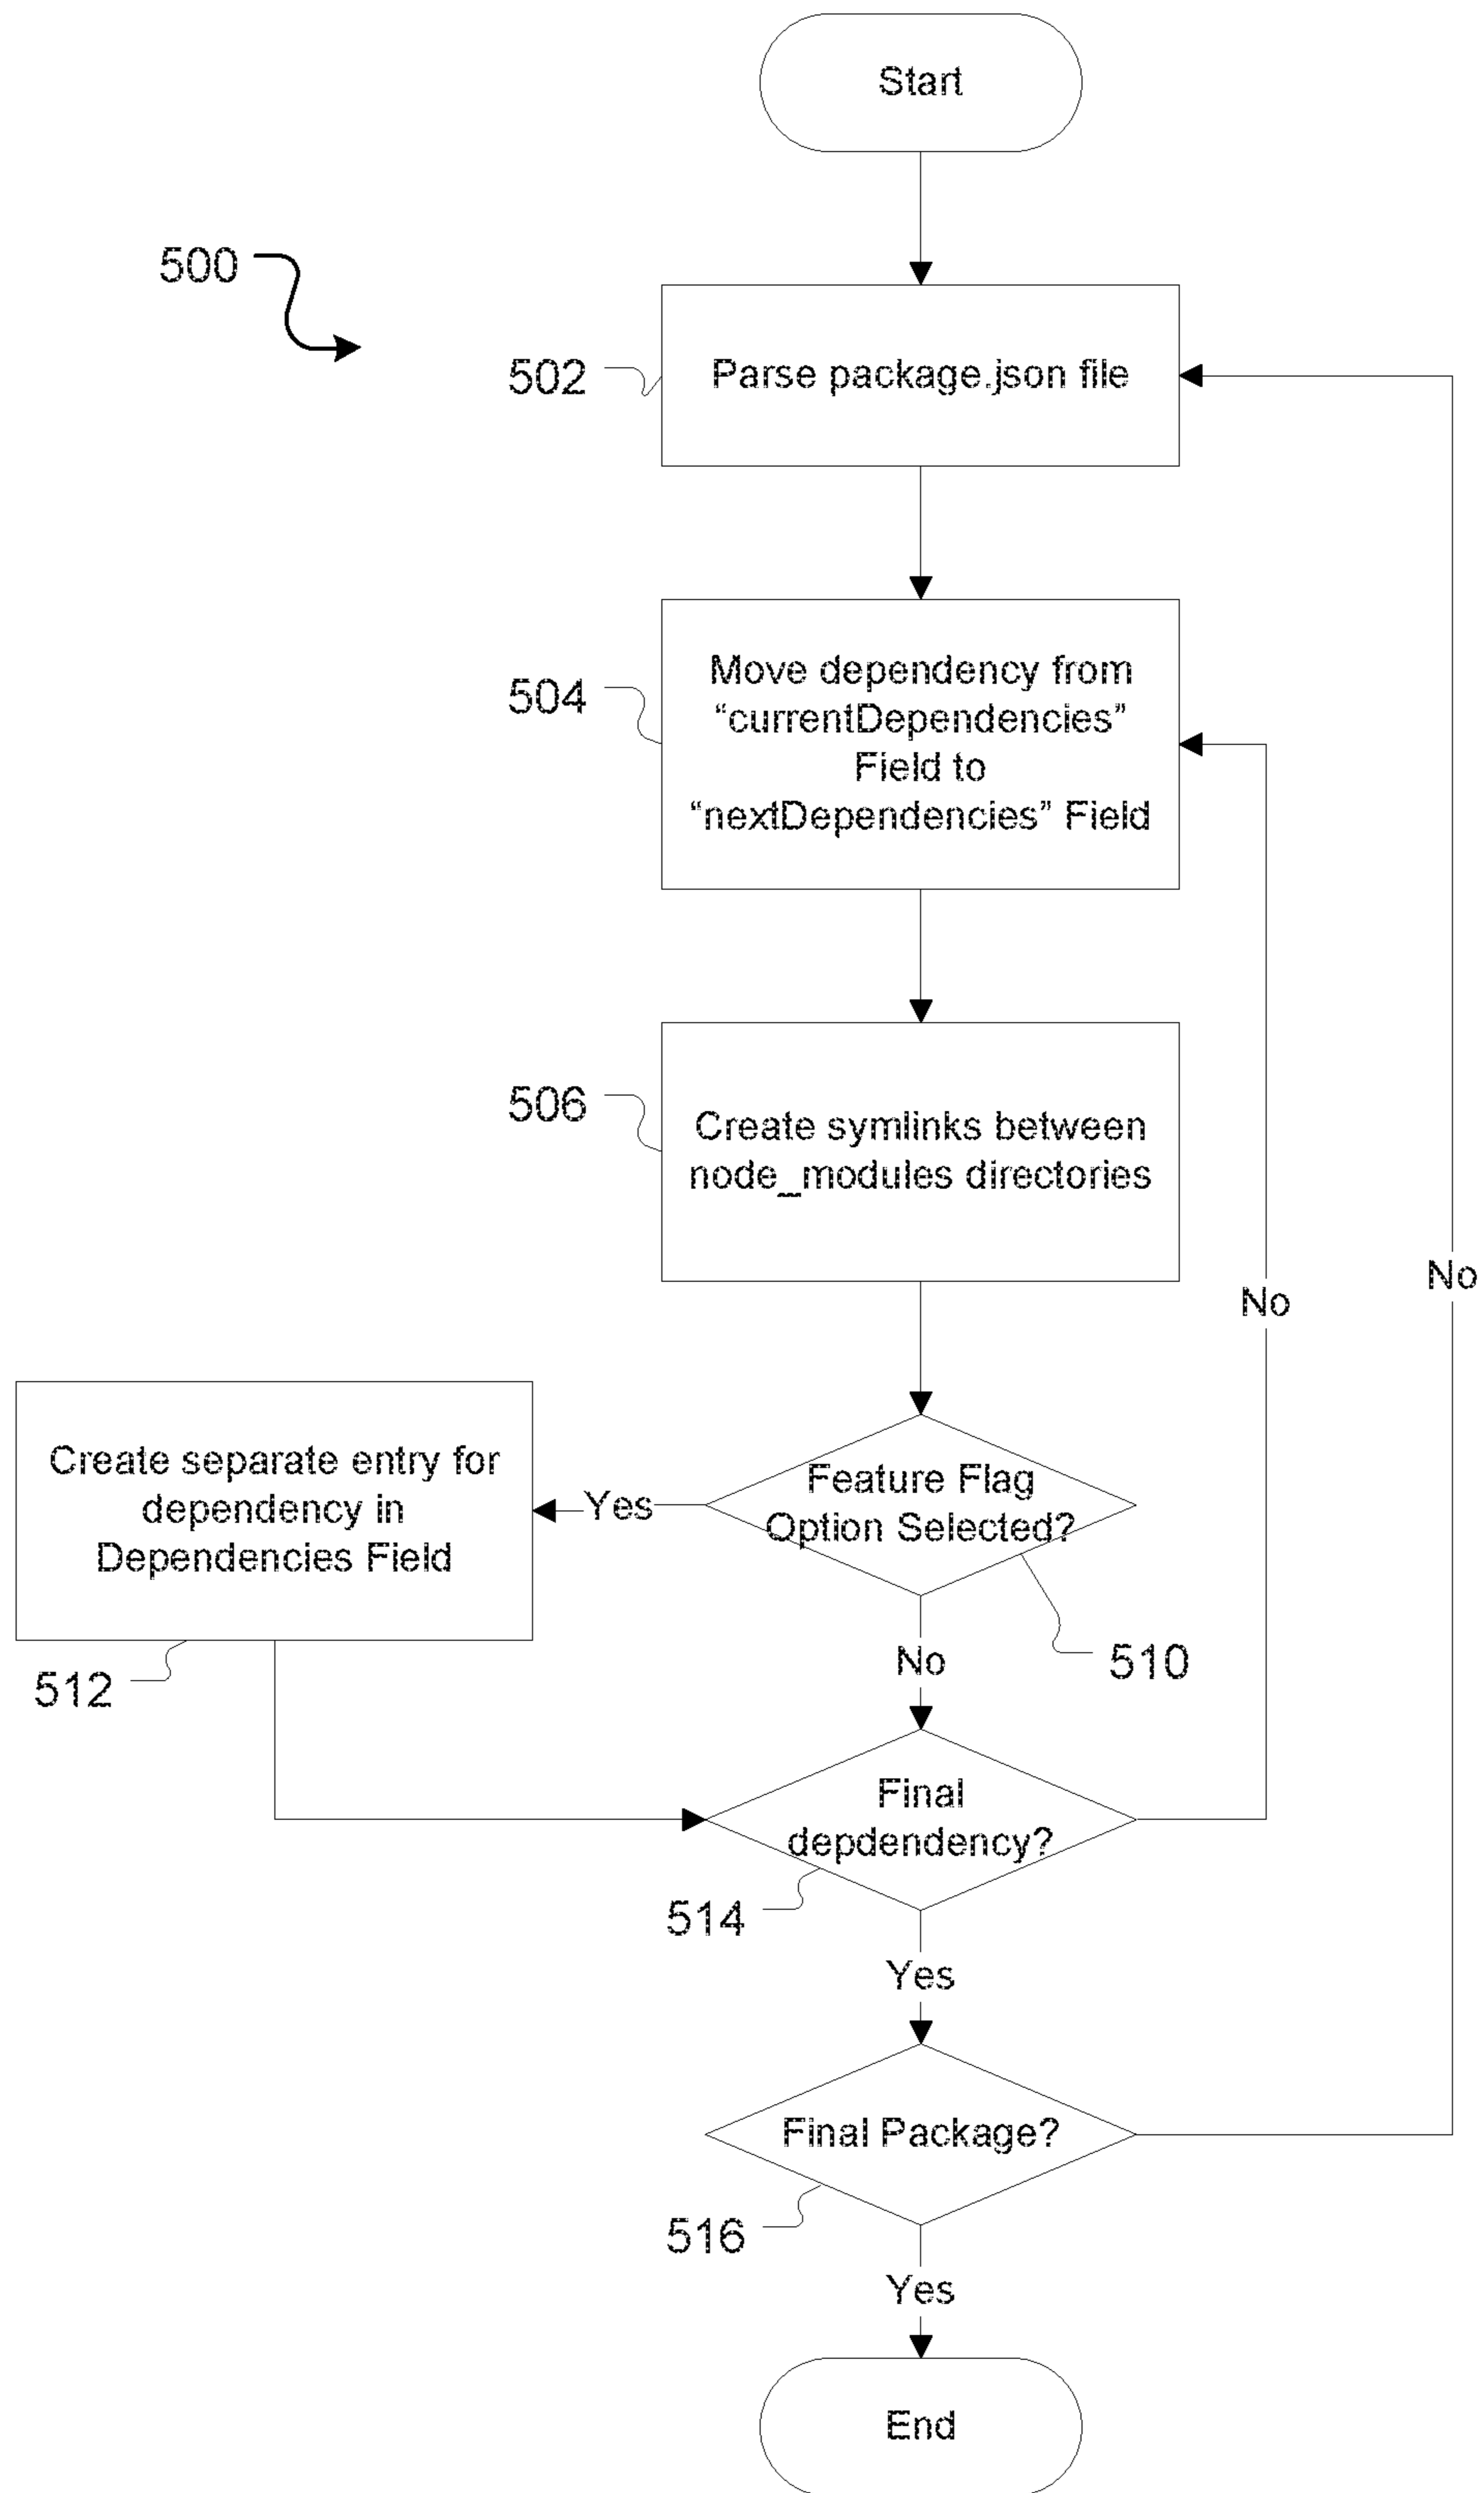 Start
500
502
Parse package.json file
504
Move dependency from
“currentDependencies”
Field to
“nextDependencies” Field
506
Create symlinks between
node_modules directories
No
No
Create separate entry for
dependency in
Dependencies Field
Yes
Feature Flag
Option Selected?
512
No
510
Final
depdendency?
514
Yes
Final Package?
516
Yes
End